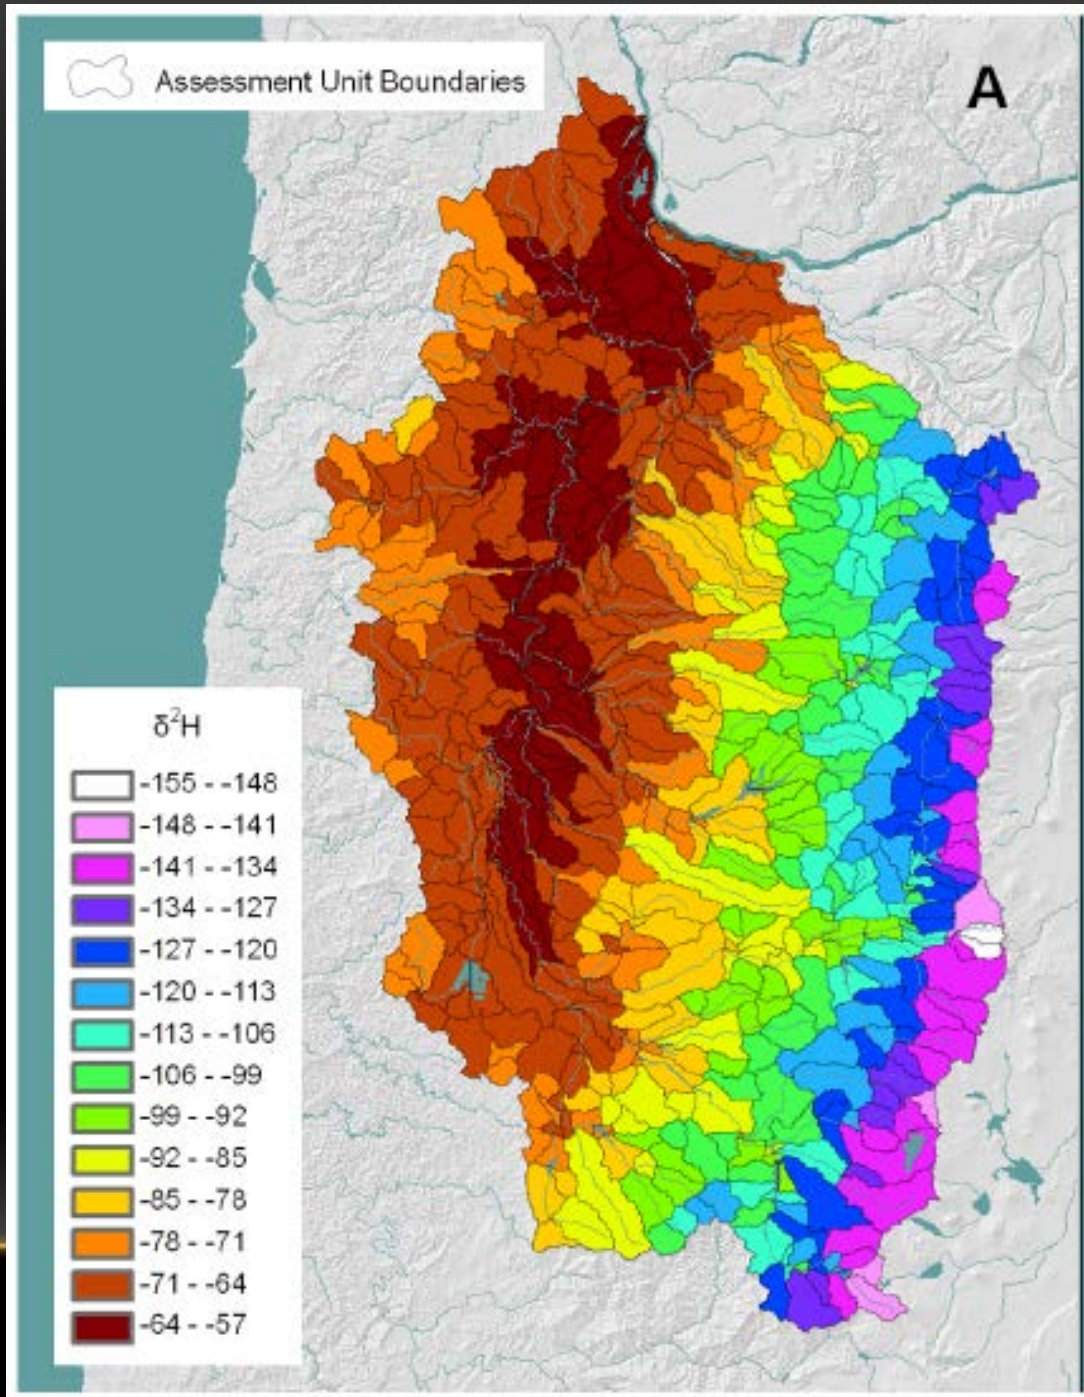 Assessment Unit Boundaries
A
δ²H
-155 - -148
-148 - -141
-141 - -134
-134 - -127
-127 - -120
-120 - -113
-113 - -106
-106 - -99
-99 - -92
-92 - -85
-85 - -78
-78 - -71
-71 - -64
-64 - -57